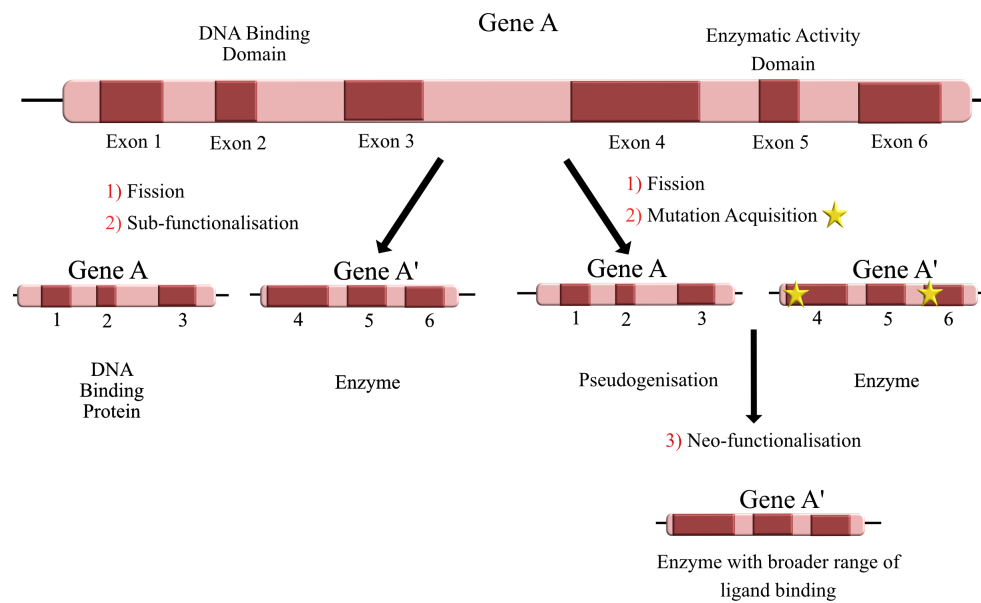 Gene A
DNA Binding
Domain
Enzymatic Activity
Domain
Exon 1
Exon 2
Exon 3
Exon 4
Exon 5
Exon 6
1) Fission
2) Sub-functionalisation
1) Fission
2) Mutation Acquisition
Gene A
Gene A'
Gene A
Gene A'
1
2
3
4
5
6
1
2
3
4
5
6
DNA
Binding
Protein
Enzyme
Pseudogenisation
Enzyme
3) Neo-functionalisation
Gene A'
Enzyme with broader range of
ligand binding